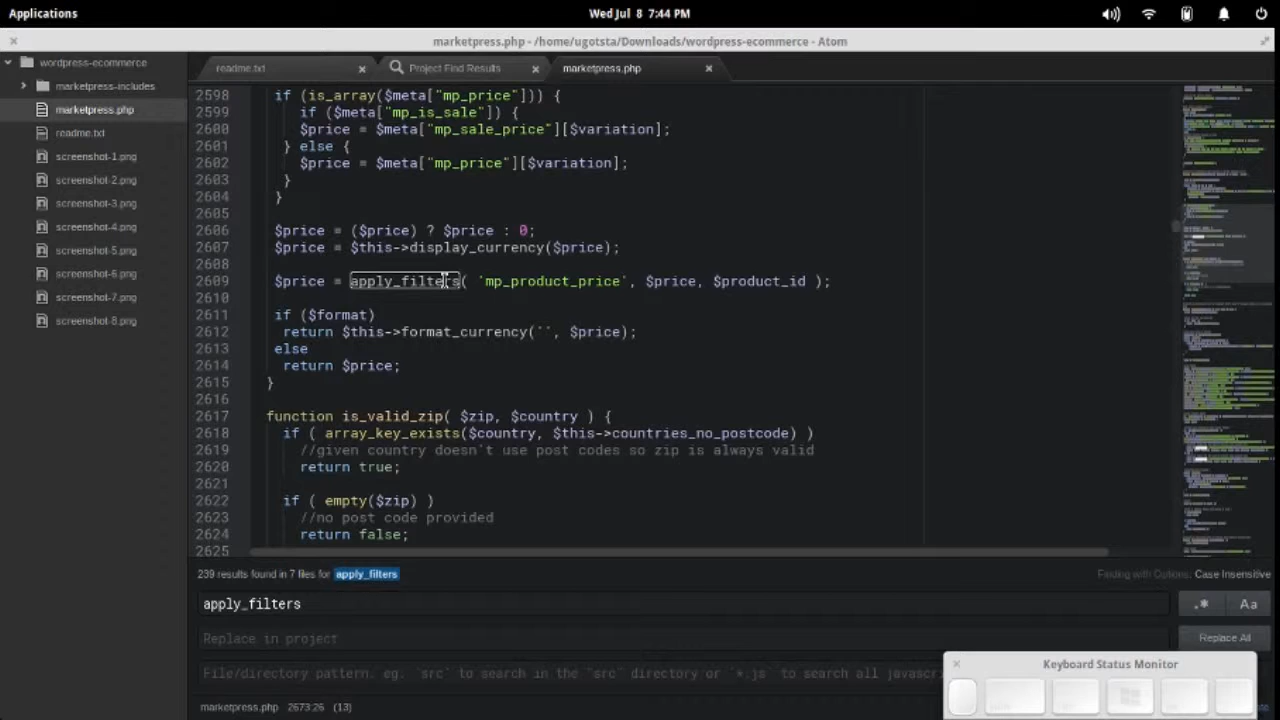 Applications
Wed Jul 8 7:44 PM
marketpress.php - /home/ugotsta/Downloads/wordpress-ecommerce - Atom
wordpress-ecommerce
marketpress-includes
marketpress.php
readme.txt
screenshot-1.png
screenshot-2.png
screenshot-3.png
screenshot-4.png
screenshot-5.png
screenshot-6.png
screenshot-7.png
screenshot-8.png
readme.txt
Project Find Results
marketpress.php
2598 if (is_array($meta["mp_price"])) {
2599 if ($meta["mp_is_sale"])
2600 $price = $meta["mp_sale_price"][$variation];
2601 } else {
2602 $price = $meta["mp_price"][$variation];
2603 }
2604 }
2605
2606 $price = ($price) ? $price : 0;
2607 $price = $this->display_currency($price);
2608
2609 $price = apply_filters( 'mp_product_price', $price, $product_id );
2610
2611 if ($format)
2612 return $this->format_currency('', $price);
2613 else
2614 return $price;
2615 }
2616
2617 function is_valid_zip( $zip, $country ) {
2618 if ( array_key_exists($country, $this->countries_no_postcode) )
2619 //given country doesn't use post codes so zip is always valid
2620 return true;
2621
2622 if ( empty($zip) )
2623 //no post code provided
2624 return false;
2625
239 results found in 7 files for apply_filters
Finding with Options: Case Insensitive
apply_filters
.* Aa
Replace in project
Replace All
File/directory pattern. eg. `src` to search in the "src" directory or `*.js` to search all javascri
Keyboard Status Monitor
marketpress.php 2673:26 (13)